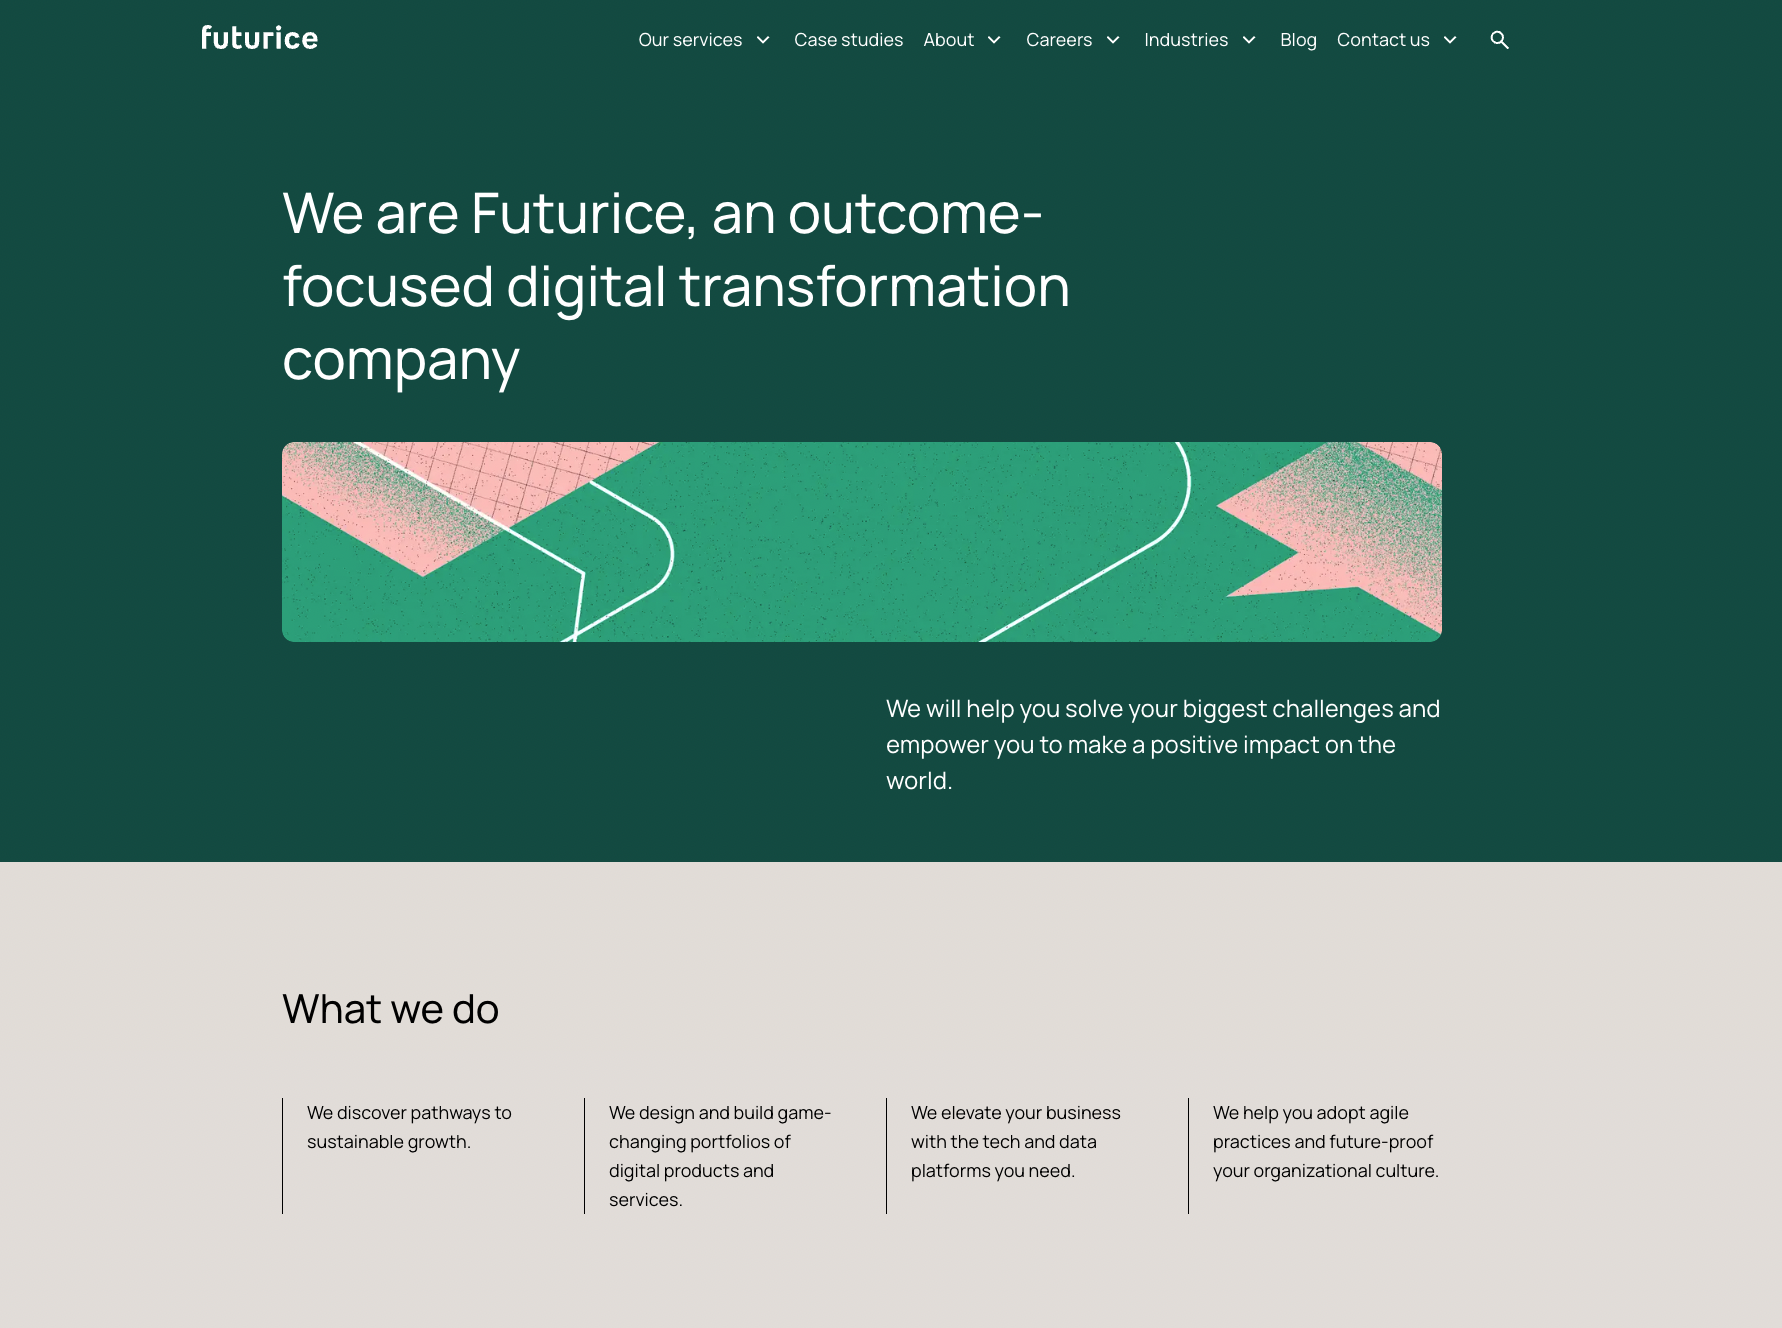 futurice
Our services Case studies About Careers Industries Blog Contact us
We are Futurice, an outcome-
focused digital transformation
company
We will help you solve your biggest challenges and
empower you to make a positive impact on the
world.
What we do
We discover pathways to
sustainable growth.
We design and build game-
changing portfolios of
digital products and
services.
We elevate your business
with the tech and data
platforms you need.
We help you adopt agile
practices and future-proof
your organizational culture.